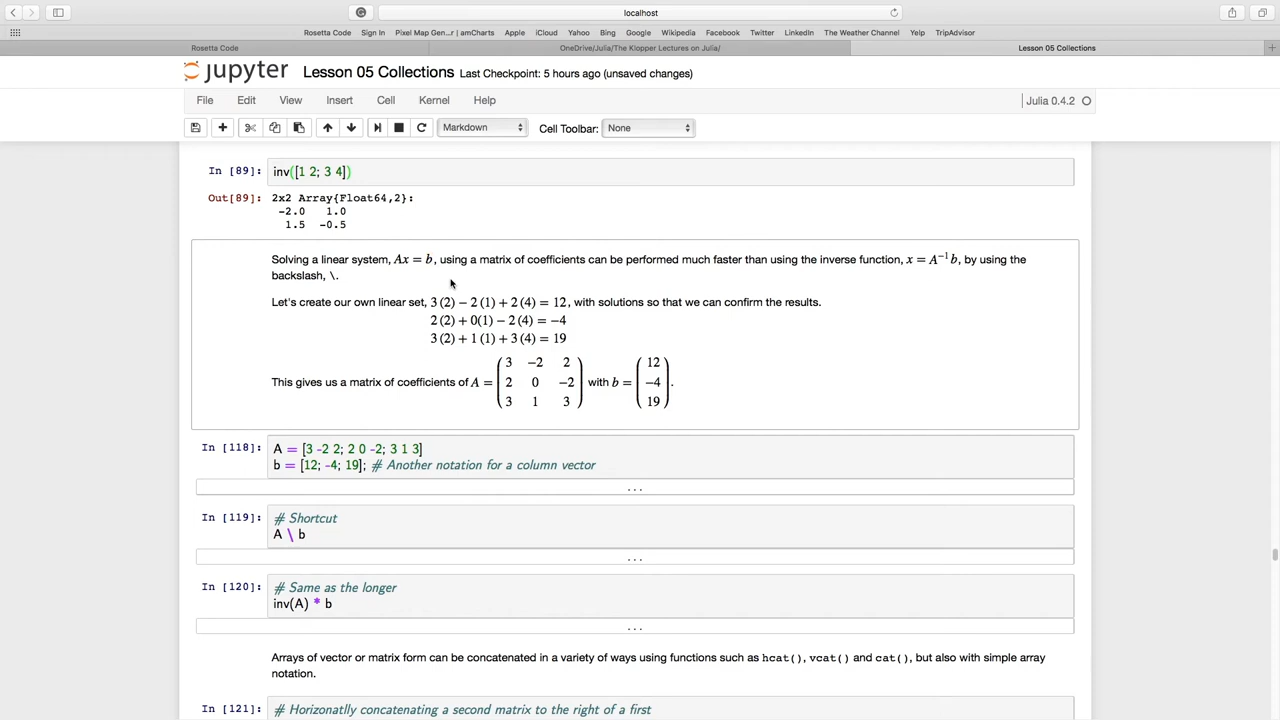 localhost
Rosetta Code Sign In Pixel Map Gen...r | amCharts Apple iCloud Yahoo Bing Google Wikipedia Facebook Twitter LinkedIn The Weather Channel Yelp TripAdvisor
Rosetta Code OneDrive/Julia/The Klopper Lectures on Julia/ Lesson 05 Collections
jupyter Lesson 05 Collections Last Checkpoint: 5 hours ago (unsaved changes)
File Edit View Insert Cell Kernel Help Julia 0.4.2
Markdown Cell Toolbar: None
In [89]: inv([1 2; 3 4])
Out[89]: 2x2 Array{Float64,2}:
-2.0 1.0
1.5 -0.5
Solving a linear system, Ax = b, using a matrix of coefficients can be performed much faster than using the inverse function, x = A⁻¹b, by using the
backslash, \.
Let's create our own linear set, 3 (2) − 2 (1) + 2 (4) = 12, with solutions so that we can confirm the results.
2 (2) + 0(1) − 2 (4) = −4
3 (2) + 1 (1) + 3 (4) = 19
3 −2 2 12
This gives us a matrix of coefficients of A = 2 0 −2 with b = −4 .
3 1 3 19
In [118]: A = [3 -2 2; 2 0 -2; 3 1 3]
b = [12; -4; 19]; # Another notation for a column vector
...
In [119]: # Shortcut
A \ b
...
In [120]: # Same as the longer
inv(A) * b
...
Arrays of vector or matrix form can be concatenated in a variety of ways using functions such as hcat(), vcat() and cat(), but also with simple array
notation.
In [121]: # Horizonatlly concatenating a second matrix to the right of a first